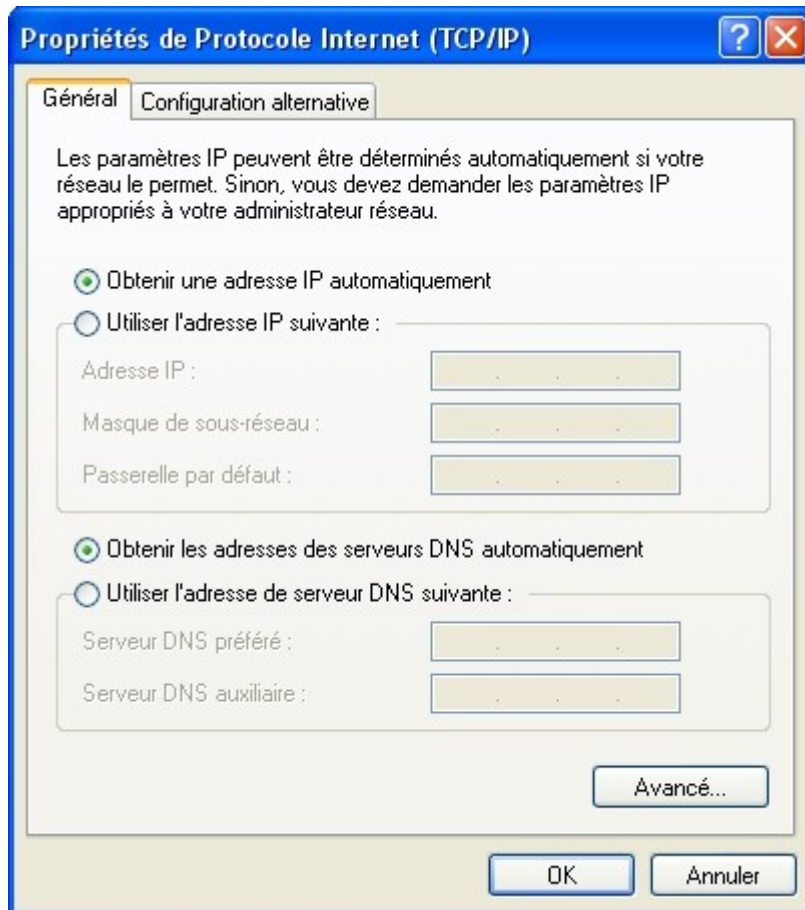 Propriétés de Protocole Internet (TCP/IP)
Général
Configuration alternative
Les paramètres IP peuvent être déterminés automatiquement si votre
réseau le permet. Sinon, vous devez demander les paramètres IP
appropriés à votre administrateur réseau.
Obtenir une adresse IP automatiquement
Utiliser l'adresse IP suivante :
Adresse IP :
Masque de sous-réseau :
Passerelle par défaut :
Obtenir les adresses des serveurs DNS automatiquement
Utiliser l'adresse de serveur DNS suivante :
Serveur DNS préféré :
Serveur DNS auxiliaire :
Avancé...
OK
Annuler